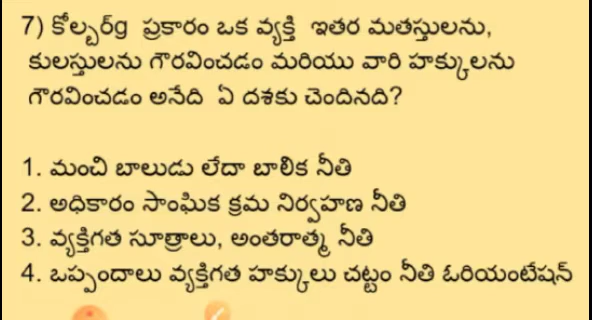 7) కోల్బర్g ప్రకారం ఒక వ్యక్తి ఇతర మతస్తులను,
కులస్తులను గౌరవించడం మరియు వారి హక్కులను
గౌరవించడం అనేది ఏ దశకు చెందినది?
1. మంచి బాలుడు లేదా బాలిక నీతి
2. అధికారం సాంఘిక క్రమ నిర్వహణ నీతి
3. వ్యక్తిగత సూత్రాలు, అంతరాత్మ నీతి
4. ఒప్పందాలు వ్యక్తిగత హక్కులు చట్టం నీతి ఓరియంటేషన్